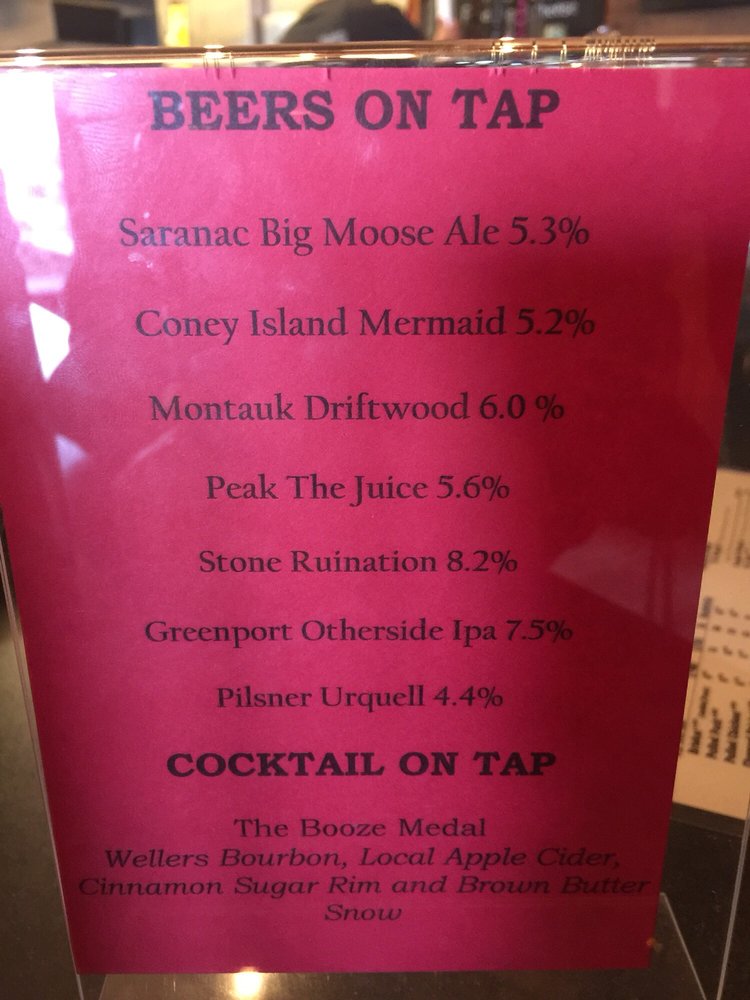 BEERS ON TAP
Saranac Big Moose Ale 5.3%
Coney Island Mermaid 5.2%
Montauk Driftwood 6.0 %
Peak The Juice 5.6%
Stone Ruination 8.2%
Greenport Otherside Ipa 7.5%
Pilsner Urquell 4.4%
COCKTAIL ON TAP
The Booze Medal
Wellers Bourbon, Local Apple Cider,
Cinnamon Sugar Rim and Brown Butter
Snow